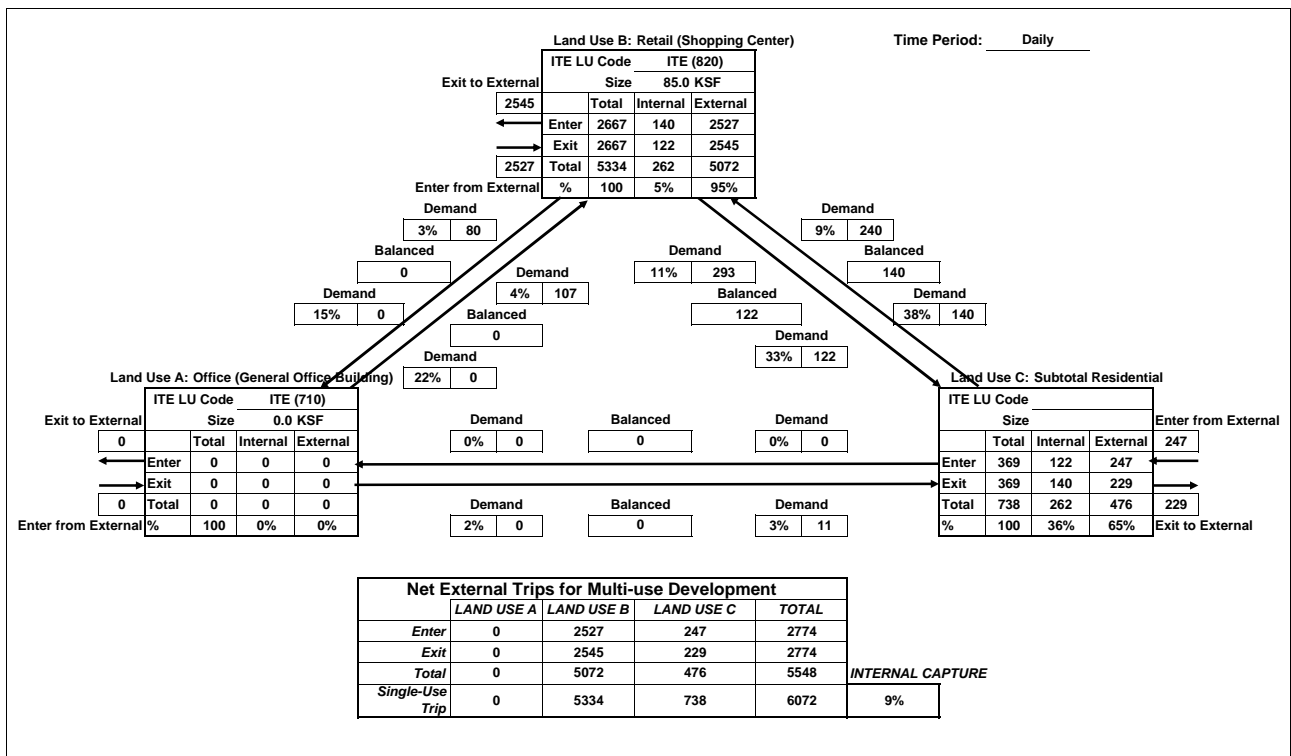 Land Use B: Retail (Shopping Center)
Time Period: Daily
ITE LU Code ITE (820)
Exit to External Size 85.0 KSF
2545 Total Internal External
Enter 2667 140 2527
Exit 2667 122 2545
2527 Total 5334 262 5072
Enter from External % 100 5% 95%
Demand
3% 80
Balanced
0
Demand
15% 0
Demand
4% 107
Balanced
0
Demand
22% 0
Demand
11% 293
Balanced
122
Demand
33% 122
Demand
9% 240
Balanced
140
Demand
38% 140
Land Use A: Office (General Office Building)
ITE LU Code ITE (710)
Exit to External Size 0.0 KSF
0 Total Internal External
Enter 0 0 0
Exit 0 0 0
0 Total 0 0 0
Enter from External % 100 0% 0%
Demand Balanced Demand
0% 0 0 0% 0
Demand Balanced Demand
2% 0 0 3% 11
Land Use C: Subtotal Residential
ITE LU Code
Size Enter from External
Total Internal External 247
Enter 369 122 247
Exit 369 140 229
Total 738 262 476 229
% 100 36% 65% Exit to External
Net External Trips for Multi-use Development
LAND USE A LAND USE B LAND USE C TOTAL
Enter 0 2527 247 2774
Exit 0 2545 229 2774
Total 0 5072 476 5548 INTERNAL CAPTURE
Single-Use
Trip 0 5334 738 6072 9%